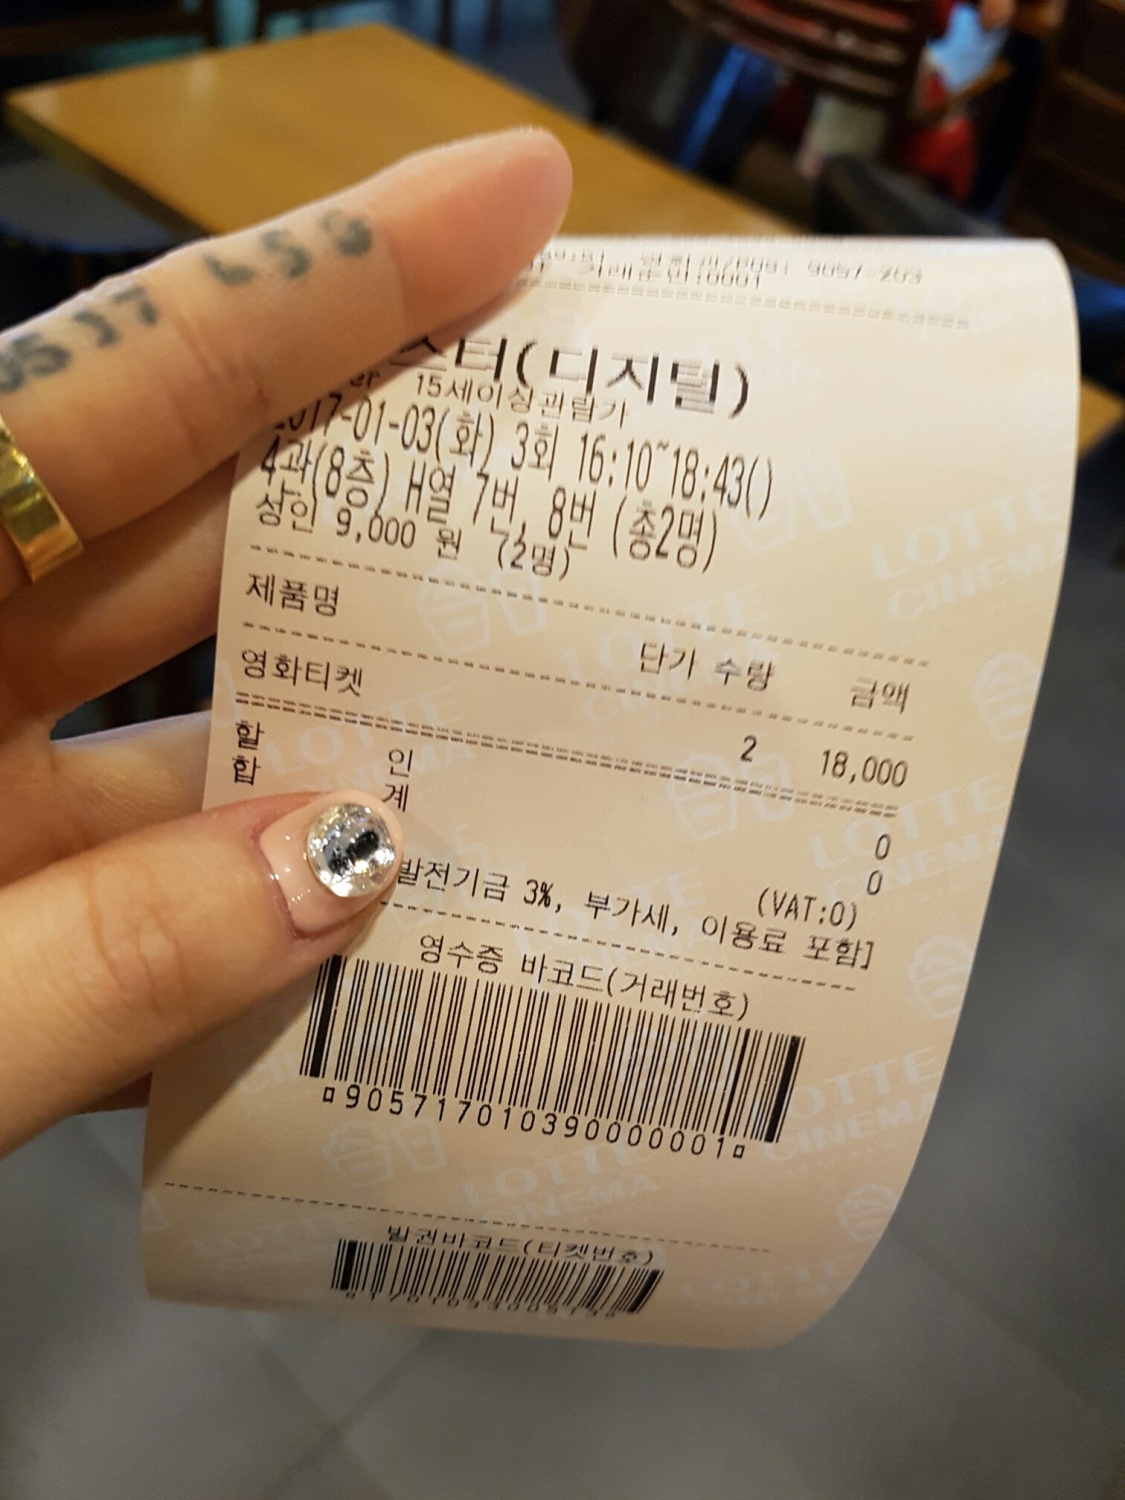 거래순번:0001
스터(디지털)
15세이상관람가
2017-01-03(화) 3회 16:10~18:43()
4관(8층) H열 7번, 8번 (총2명)
성인 9,000 원 (2명)
제품명 단가 수량 금액
영화티켓 2 18,000
할 인 0
합 계 0
(VAT:0)
발전기금 3%, 부가세, 이용료 포함]
영수증 바코드(거래번호)
905717010390000001
발권바코드(티켓번호)
LOTTE
CINEMA